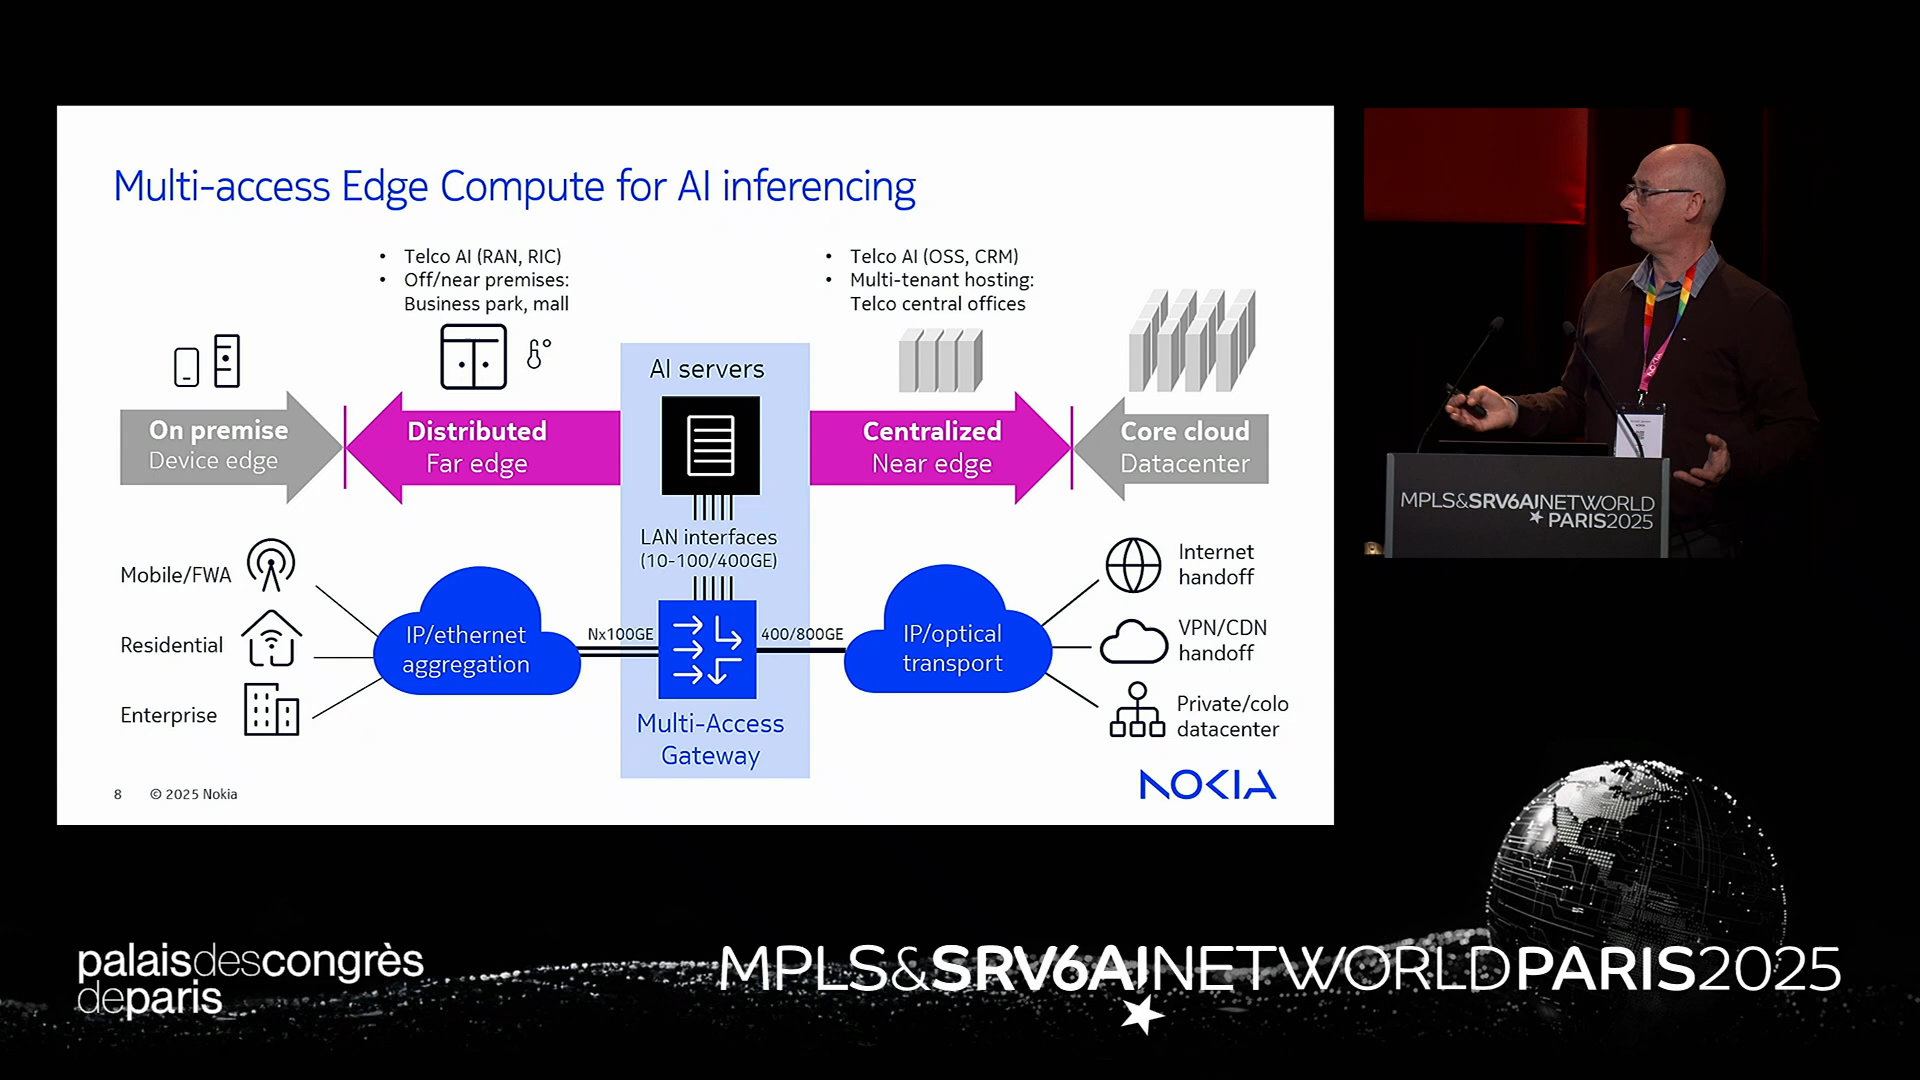 Multi-access Edge Compute for AI inferencing
• Telco AI (RAN, RIC)
• Off/near premises:
Business park, mall
• Telco AI (OSS, CRM)
• Multi-tenant hosting:
Telco central offices
AI servers
On premise
Device edge
Distributed
Far edge
Centralized
Near edge
Core cloud
Datacenter
LAN interfaces
(10-100/400GE)
Mobile/FWA
Residential
Enterprise
IP/ethernet
aggregation
Nx100GE
400/800GE
IP/optical
transport
Internet
handoff
VPN/CDN
handoff
Private/colo
datacenter
Multi-Access
Gateway
8 © 2025 Nokia
NOKIA
NOKIA
MPLS&SRV6AINETWORLD
PARIS2025
palaisdescongrès
deparis
MPLS&SRV6AINETWORLDPARIS2025